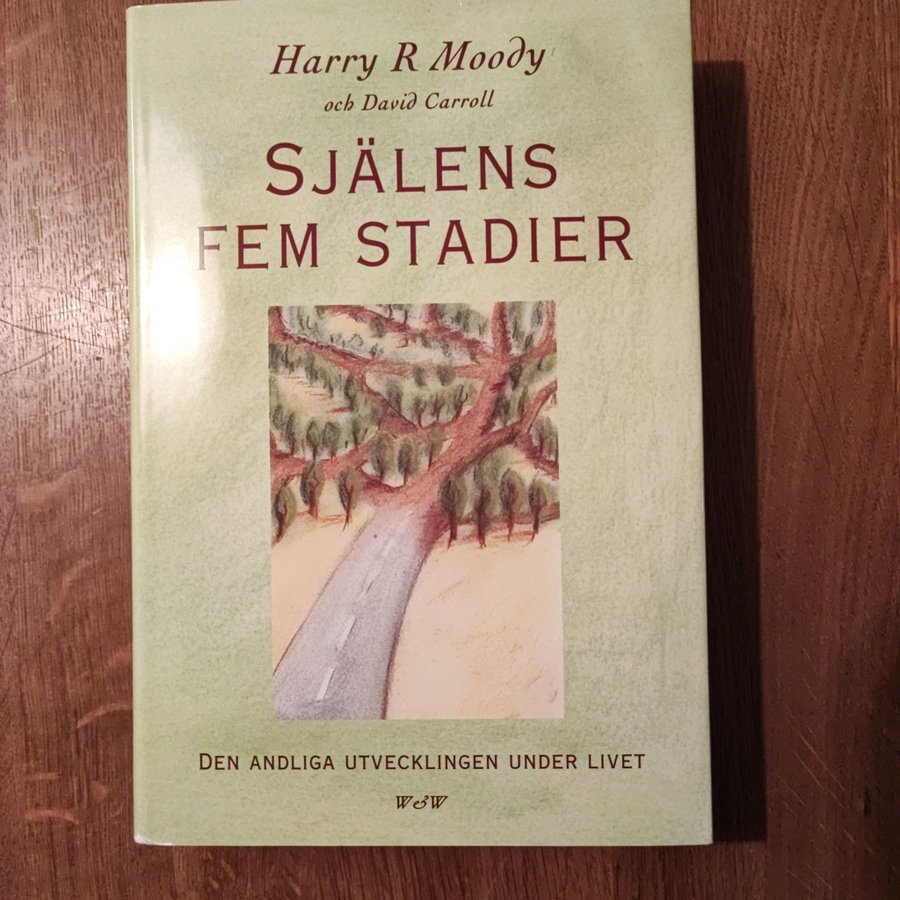 Harry R Moody
och David Carroll
SJÄLENS
FEM STADIER
DEN ANDLIGA UTVECKLINGEN UNDER LIVET
W&W